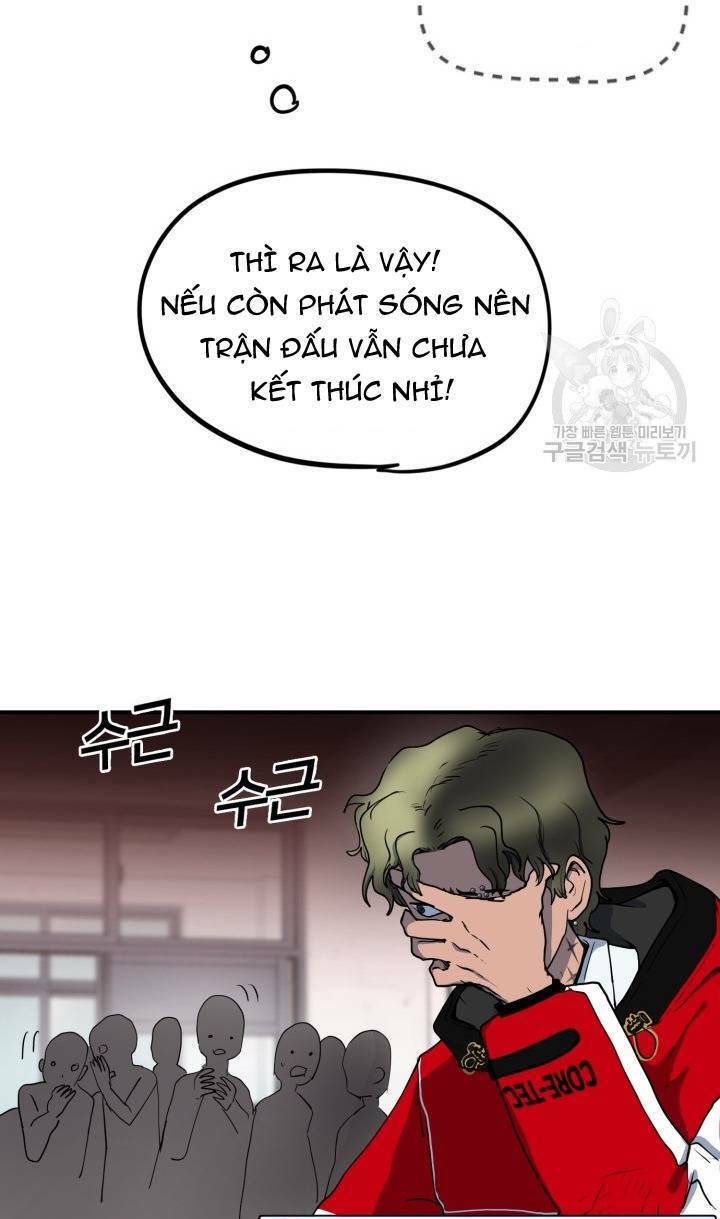 THÌ RA LÀ VẬY!
NẾU CÒN PHÁT SÓNG NÊN
TRẬN ĐẤU VẪN CHƯA
KẾT THÚC NHỈ!
가장 빠른 웹툰 미리보기
구글검색 뉴토끼
수근
수근
CORE-TEC